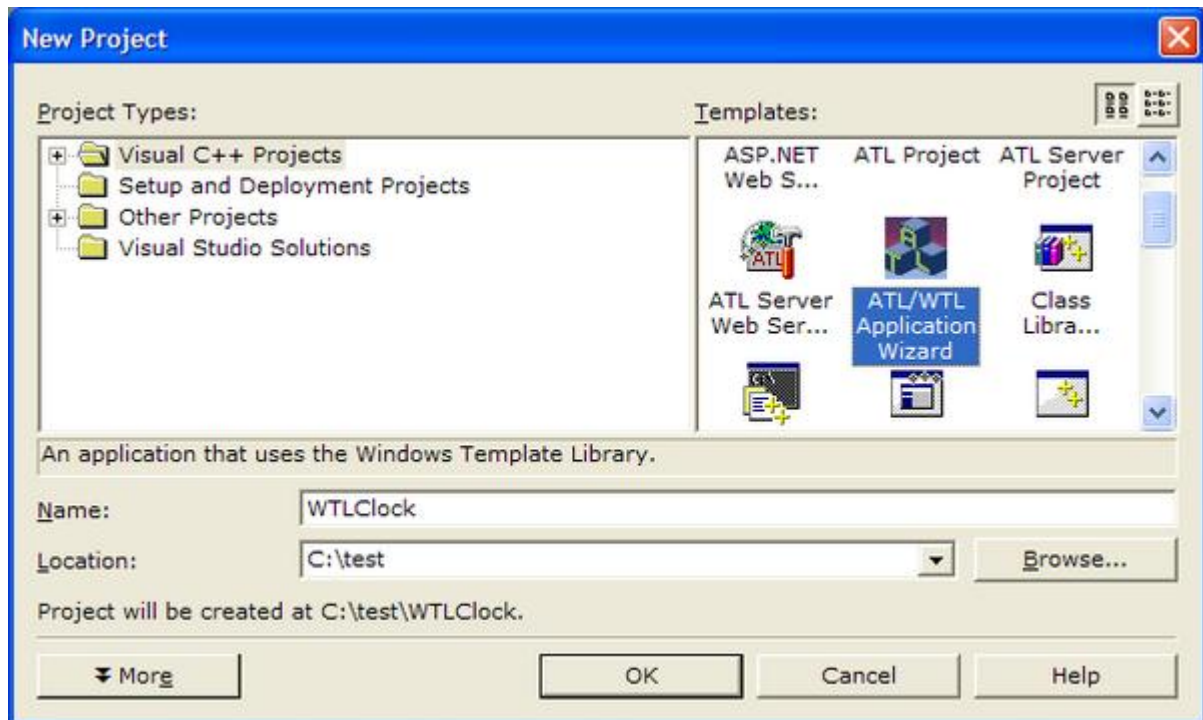 New Project
Project Types:
Templates:
Visual C++ Projects
Setup and Deployment Projects
Other Projects
Visual Studio Solutions
ASP.NET ATL Project ATL Server
Web S... Project
ATL
ATL Server ATL/WTL Class
Web Ser... Application Libra...
Wizard
An application that uses the Windows Template Library.
Name: WTLClock
Location: C:\test Browse...
Project will be created at C:\test\WTLClock.
More OK Cancel Help